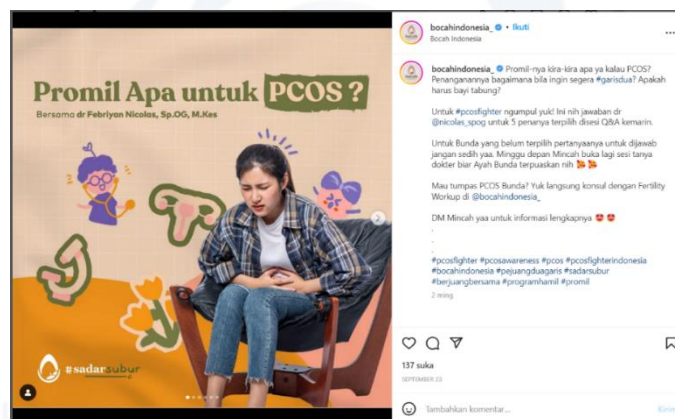 Promil Apa untuk PCOS ?
Bersama dr Febriyan Nicolas, Sp.OG, M.Kes
#sadarsubur
bocahindonesia_ • Ikuti
Bocah Indonesia
bocahindonesia_ Promil-nya kira-kira apa ya kalau PCOS?
Penanganannya bagaimana bila ingin segera #garisdua? Apakah
harus bayi tabung?
Untuk #pcosfighter ngumpul yuk! Ini nih jawaban dr
@nicolas_spog untuk 5 penanya terpilih disesi Q&A kemarin.
Untuk Bunda yang belum terpilih pertanyaanya untuk dijawab
jangan sedih yaa. Minggu depan Mincah buka lagi sesi tanya
dokter biar Ayah Bunda terpuaskan nih
Mau tumpas PCOS Bunda? Yuk langsung konsul dengan Fertility
Workup di @bocahindonesia_
DM Mincah yaa untuk informasi lengkapnya
.
.
.
#pcosfighter #pcosawareness #pcos #pcosfighterindonesia
#bocahindonesia #pejuangduagaris #sadarsubur
#berjuangbersama #programhamil #promil
2 ming
137 suka
SEPTEMBER 23
Tambahkan komentar...